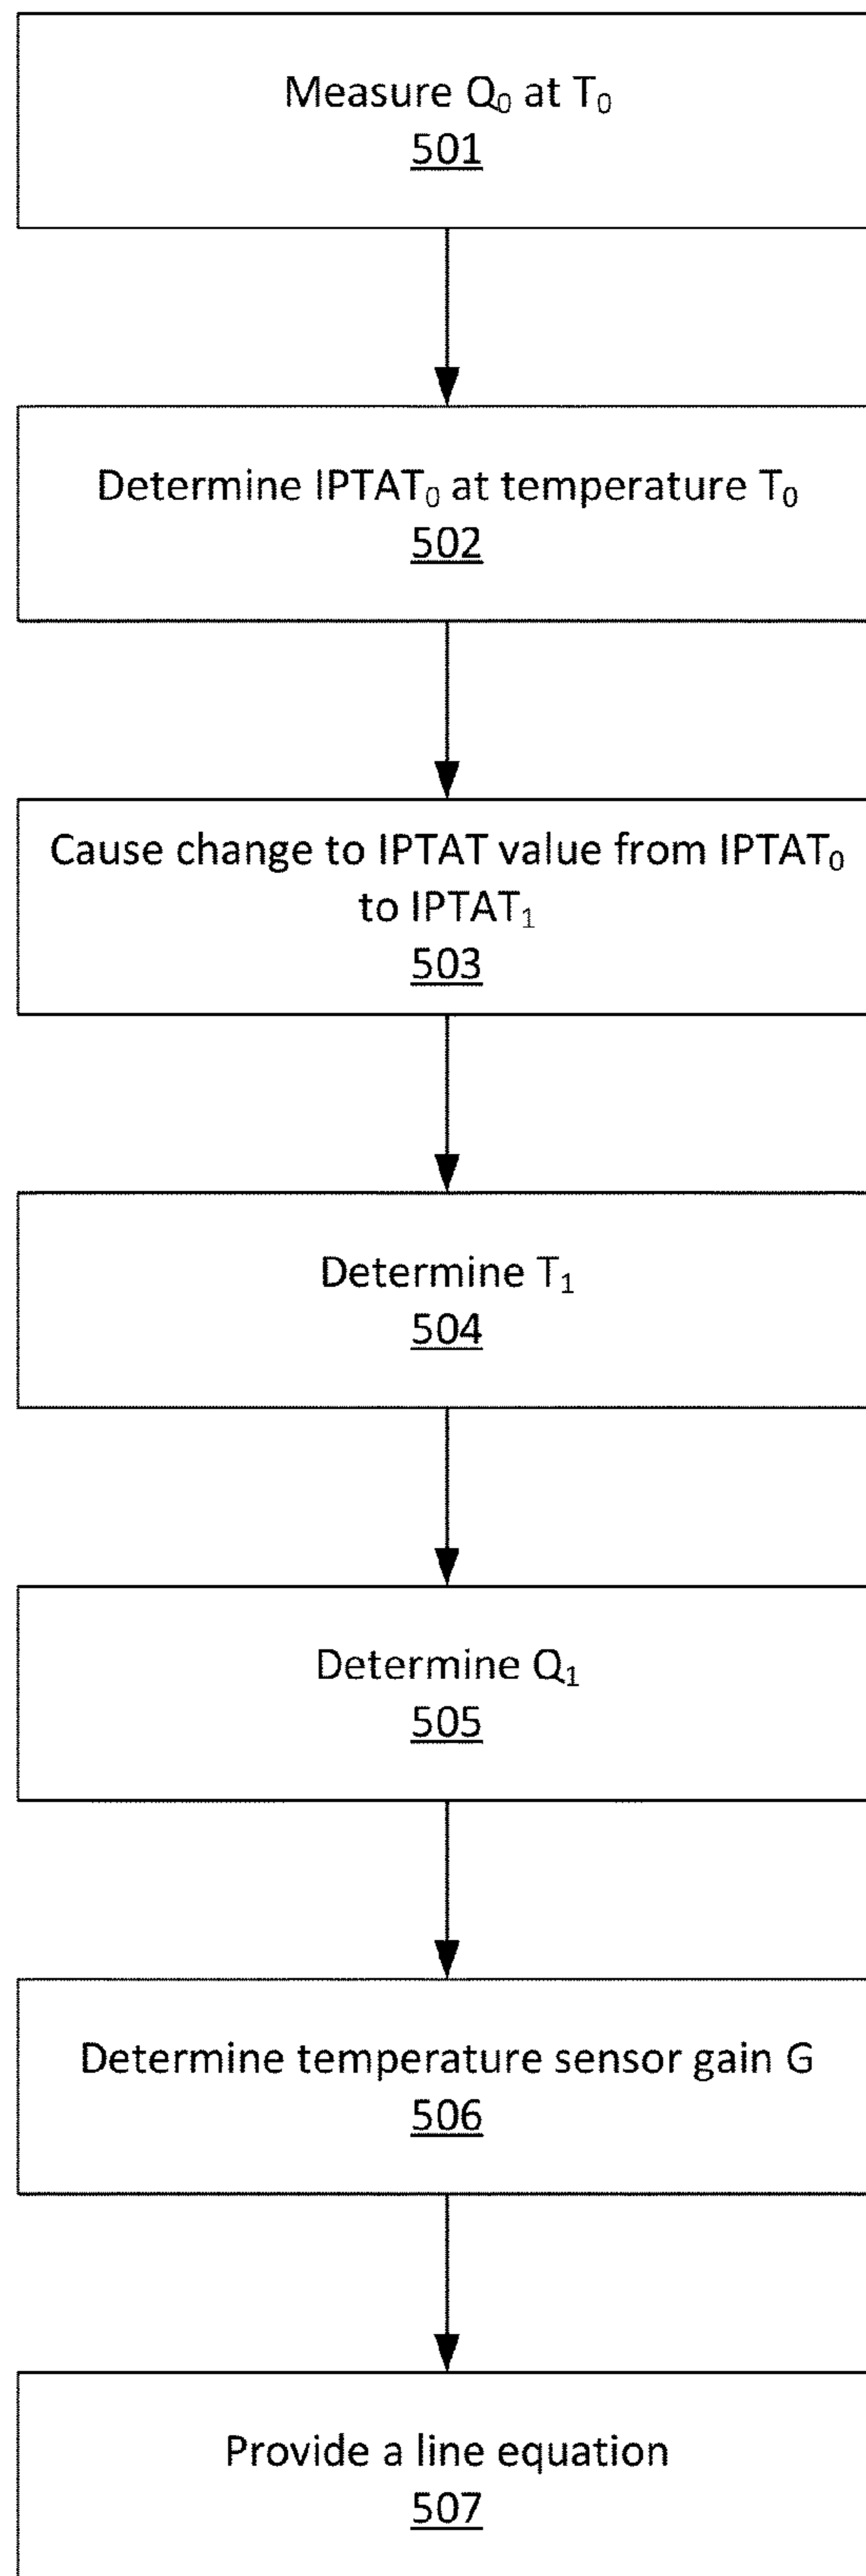 Measure Q₀ at T₀
501
Determine IPTAT₀ at temperature T₀
502
Cause change to IPTAT value from IPTAT₀
to IPTAT₁
503
Determine T₁
504
Determine Q₁
505
Determine temperature sensor gain G
506
Provide a line equation
507